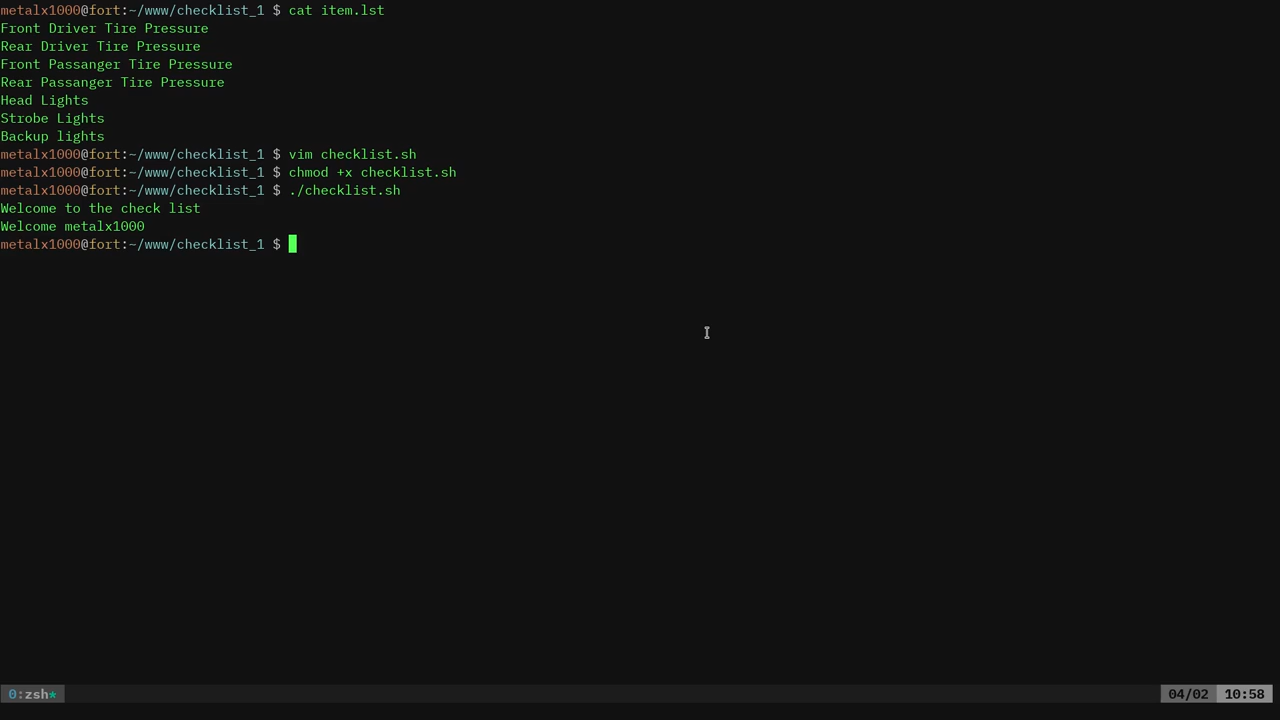 metalx1000@fort:~/www/checklist_1 $ cat item.lst
Front Driver Tire Pressure
Rear Driver Tire Pressure
Front Passanger Tire Pressure
Rear Passanger Tire Pressure
Head Lights
Strobe Lights
Backup lights
metalx1000@fort:~/www/checklist_1 $ vim checklist.sh
metalx1000@fort:~/www/checklist_1 $ chmod +x checklist.sh
metalx1000@fort:~/www/checklist_1 $ ./checklist.sh
Welcome to the check list
Welcome metalx1000
metalx1000@fort:~/www/checklist_1 $
0:zsh* 04/02 10:58